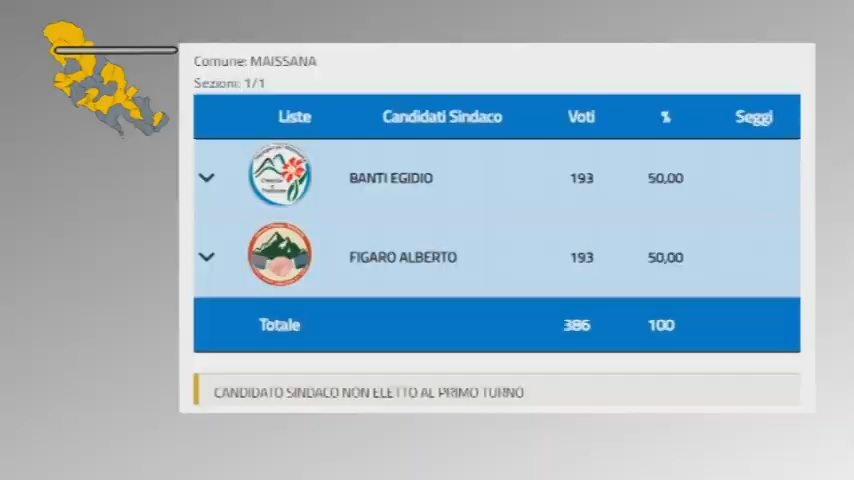 Comune: MAISSANA
Sezioni: 1/1
Liste Candidati Sindaco Voti % Seggi
BANTI EGIDIO 193 50,00
FIGARO ALBERTO 193 50,00
Totale 386 100
CANDIDATO SINDACO NON ELETTO AL PRIMO TURNO